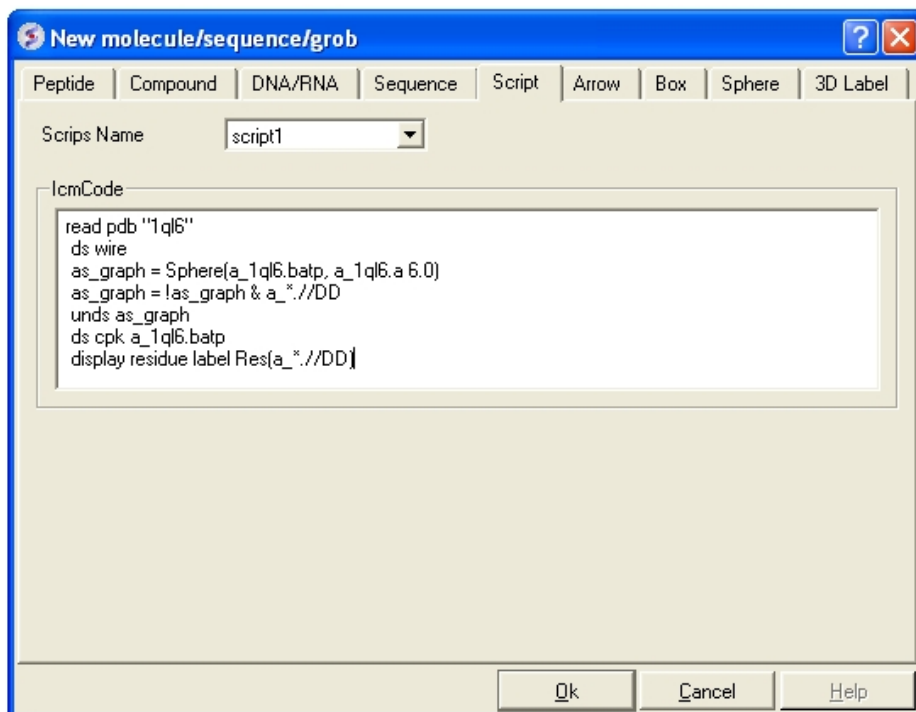 New molecule/sequence/grob
Peptide Compound DNA/RNA Sequence Script Arrow Box Sphere 3D Label
Scrips Name script1
IcmCode
read pdb "1ql6"
ds wire
as_graph = Sphere(a_1ql6.batp, a_1ql6.a 6.0)
as_graph = !as_graph & a_*.//DD
unds as_graph
ds cpk a_1ql6.batp
display residue label Res(a_*.//DD)
Ok Cancel Help